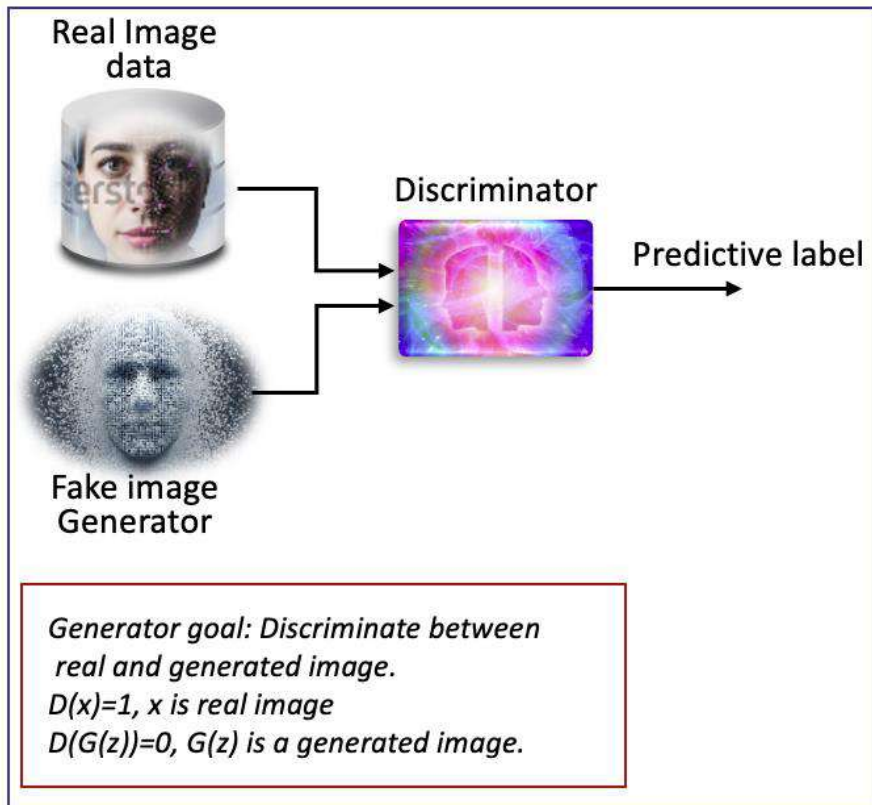 Real Image
data
erst
Discriminator
Predictive label
Fake image
Generator
Generator goal: Discriminate between
real and generated image.
D(x)=1, x is real image
D(G(z))=0, G(z) is a generated image.